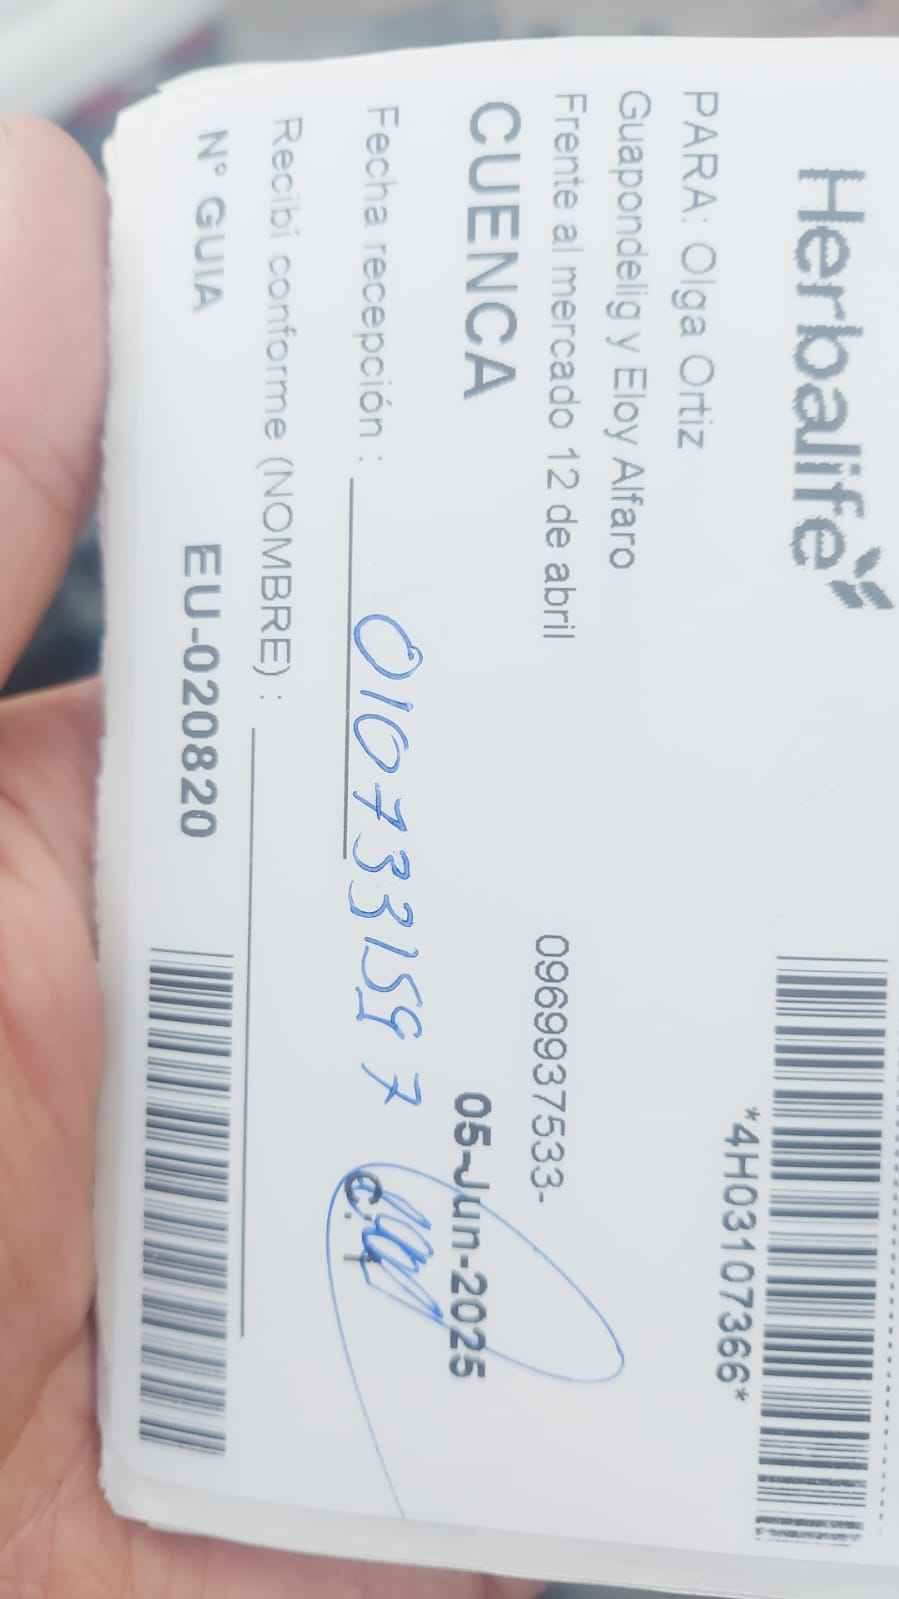 Herbalife
*4H03107366*
PARA: Olga Ortiz
Guapondelig y Eloy Alfaro
Frente al mercado 12 de abril
0969937533-
CUENCA
05-Jun-2025
Fecha recepción :
0107331597
C.I
Recibí conforme (NOMBRE) :
N° GUIA EU-020820